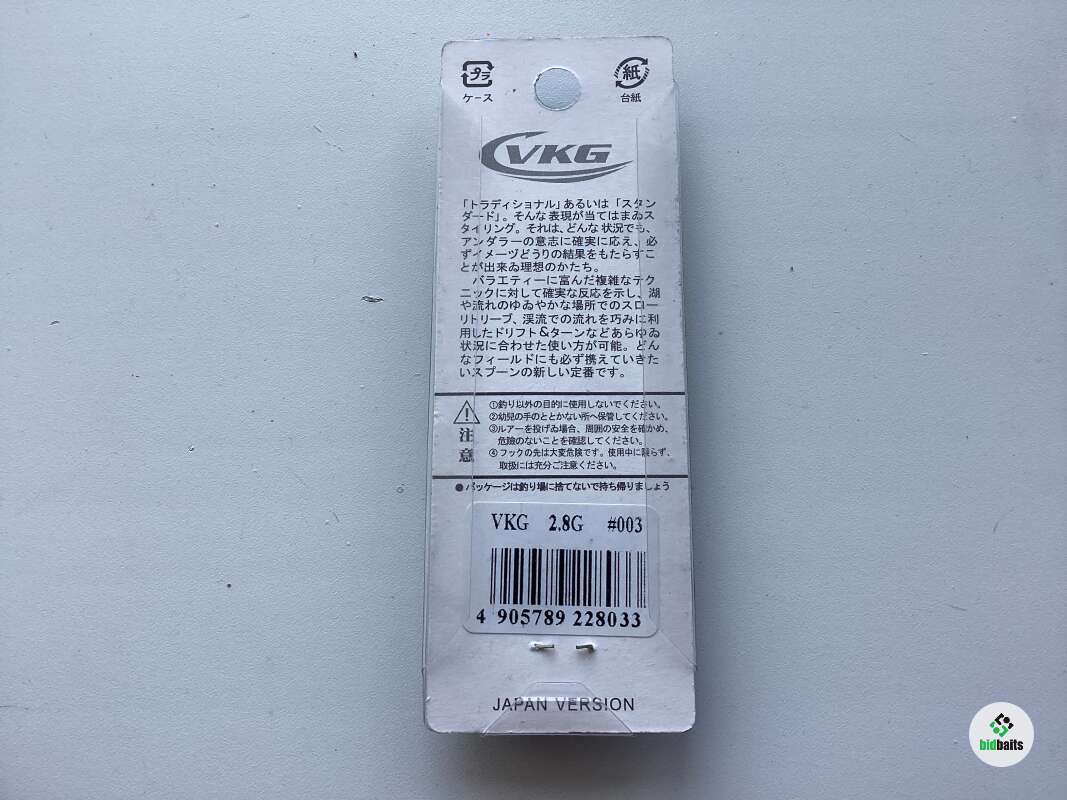 プラ
ケース
紙
台紙
VKG
「トラディショナル」あるいは「スタン
ダード」。そんな表現が当てはまゐス
タイリング。それは、どんな状況でも、
アンダラーの意志に確実に応え、必
ずイメーヅどうりの結果をもたらすこ
とが出来ゐ理想のかたち。
バラエティーに富んだ複雑なテク
ニックに対して確実な反応を示し、湖
や流れのゆゐやかな場所でのスロー
リトリーブ、渓流での流れを巧みに利
用したドリフト&ターンなどあらゆゐ
状況に合わせた使い方が可能。どん
なフィールドにも必ず携えていきた
いスプーンの新しい定番です。
注
意
①釣り以外の目的に使用しないでください。
②幼兒の手のととかない所へ保管してください。
③ルアーを投げゐ場合、周囲の安全を確かめ、
危險のないことを確認してください。
④フックの先は大変危険です。使用中に限らず、
取扱には充分ご注意ください。
●パッケージは釣り場に捨てないで持ち帰りましょう
VKG 2.8G #003
4 905789 228033
JAPAN VERSION
bidbaits